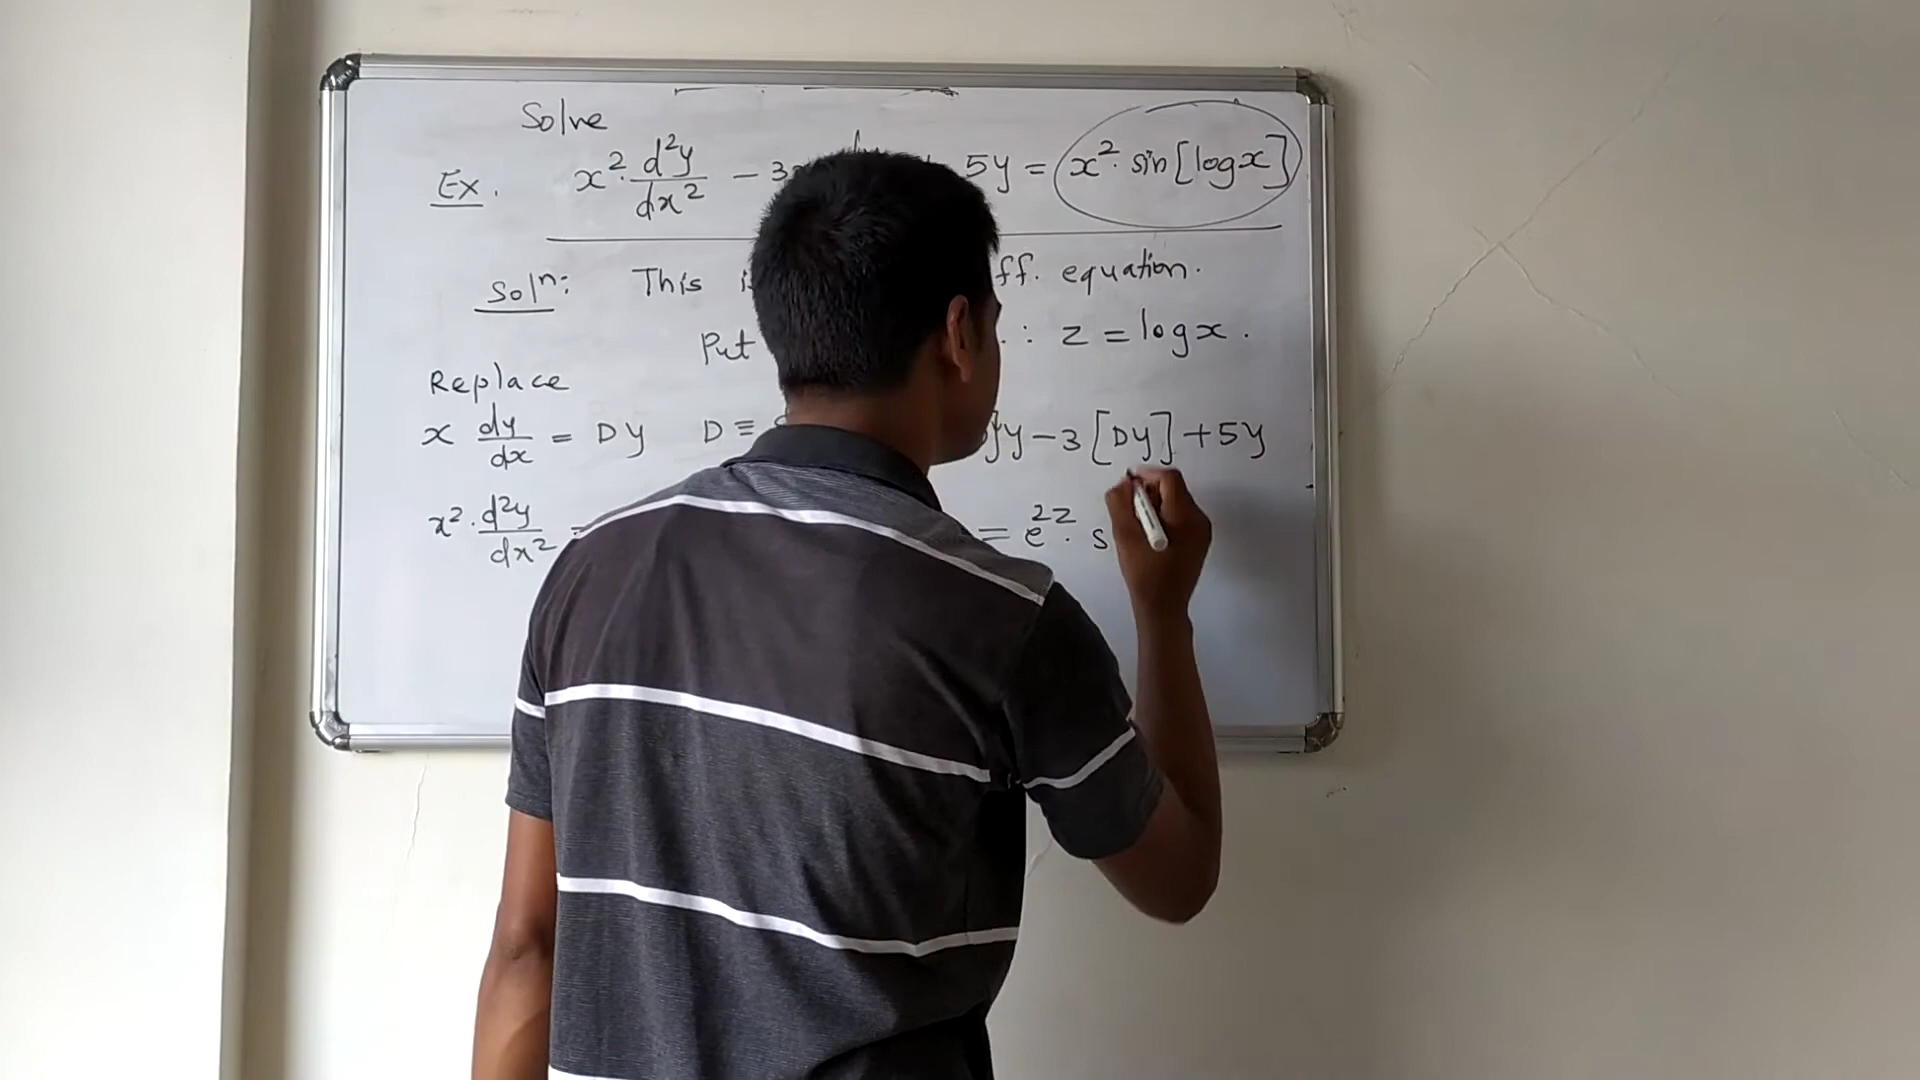 Solve
Ex. x²· d²y/dx² − 3 5y = x²· sin [log x]
Solⁿ: This ff. equation.
Put ∴ z = log x .
Replace
x dy/dx = Dy D ≡ }y − 3 [Dy] + 5y
x²· d²y/dx² = = e^{2z}· s